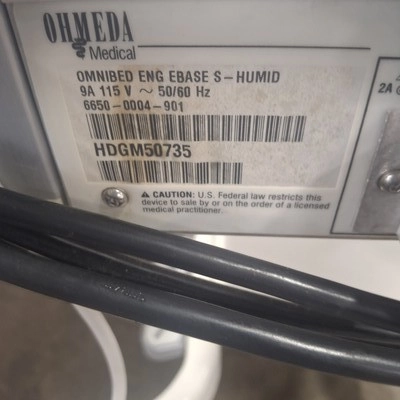 OHMEDA
Medical
OMNIBED ENG EBASE S-HUMID
9A 115 V ~ 50/60 Hz
6650-0004-901
HDGM50735
⚠ CAUTION: U.S. Federal law restricts this
device to sale by or on the order of a licensed
medical practitioner.
2A